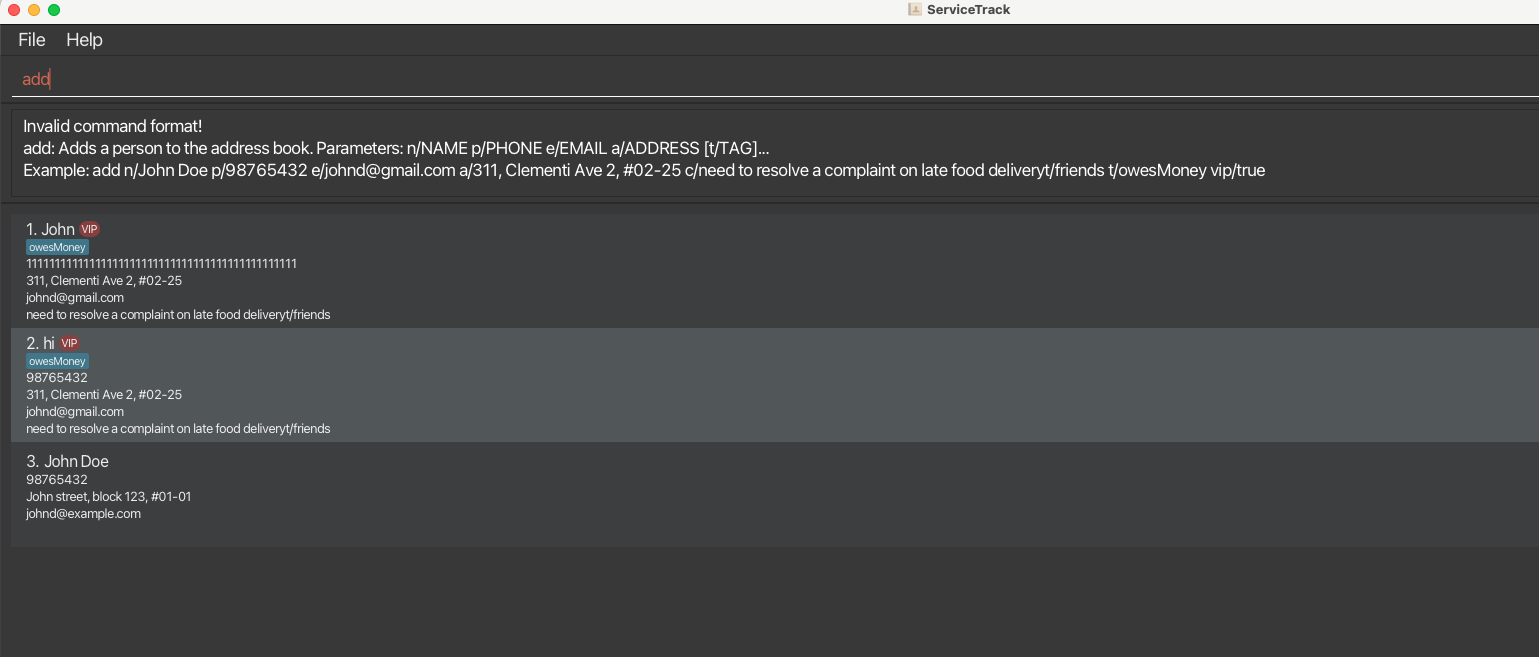 ServiceTrack
File Help
add
Invalid command format!
add: Adds a person to the address book. Parameters: n/NAME p/PHONE e/EMAIL a/ADDRESS [t/TAG]...
Example: add n/John Doe p/98765432 e/johnd@gmail.com a/311, Clementi Ave 2, #02-25 c/need to resolve a complaint on late food deliveryt/friends t/owesMoney vip/true
1. John VIP
owesMoney
11111111111111111111111111111111111111111111111
311, Clementi Ave 2, #02-25
johnd@gmail.com
need to resolve a complaint on late food deliveryt/friends
2. hi VIP
owesMoney
98765432
311, Clementi Ave 2, #02-25
johnd@gmail.com
need to resolve a complaint on late food deliveryt/friends
3. John Doe
98765432
John street, block 123, #01-01
johnd@example.com